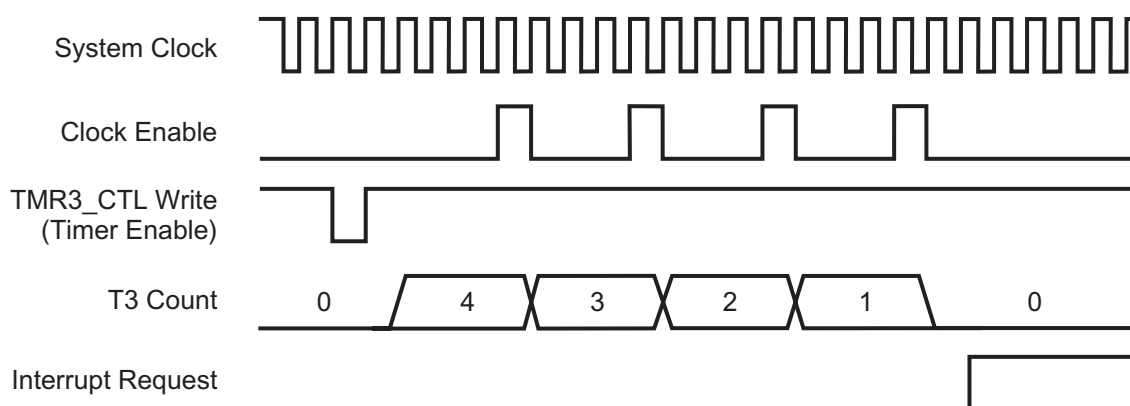 System Clock
Clock Enable
TMR3_CTL Write
(Timer Enable)
T3 Count 0 4 3 2 1 0
Interrupt Request